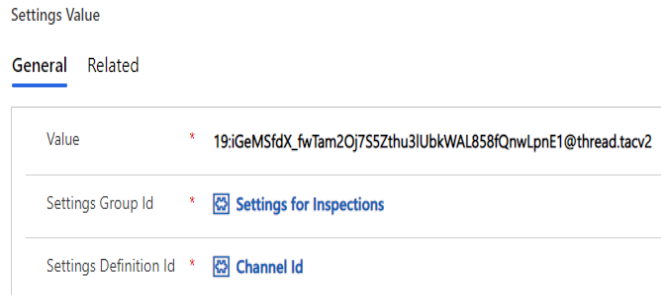 Settings Value
General Related
Value * 19:iGeMSfdX_fwTam2Oj7S5Zthu3lUbkWAL858fQnwLpnE1@thread.tacv2
Settings Group Id * Settings for Inspections
Settings Definition Id * Channel Id